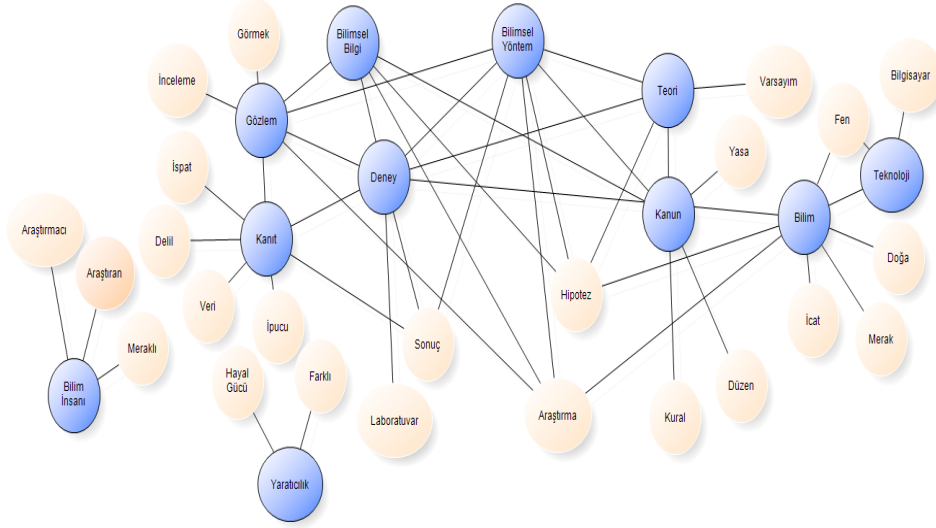 Görmek
Bilimsel
Bilgi
Bilimsel
Yöntem
İnceleme
Gözlem
Teori
Varsayım
Bilgisayar
Fen
İspat
Deney
Yasa
Teknoloji
Araştırmacı
Delil
Kanıt
Kanun
Bilim
Doğa
Araştıran
Veri
İpucu
Hipotez
İcat
Merak
Meraklı
Sonuç
Bilim
İnsanı
Hayal
Gücü
Farklı
Düzen
Laboratuvar
Araştırma
Kural
Yaratıcılık